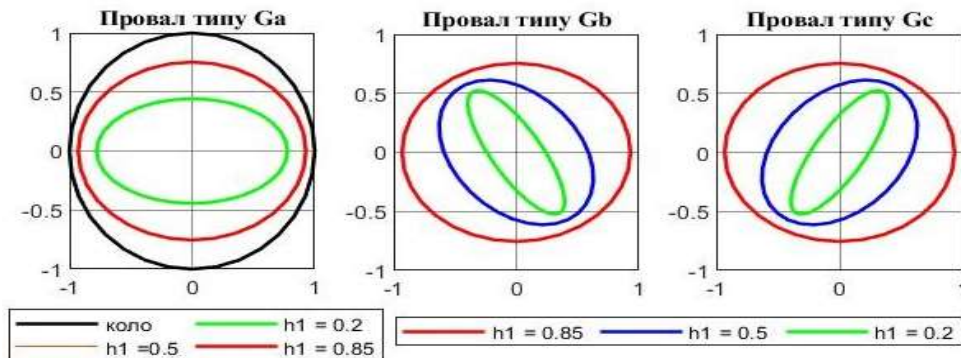 Провал типу Ga
Провал типу Gb
Провал типу Gc
1
0.5
0
-0.5
-1
-1
0
1
1
0.5
0
-0.5
-1
-1
0
1
1
0.5
0
-0.5
-1
-1
0
1
коло
h1 = 0.2
h1 =0.5
h1 = 0.85
h1 = 0.85
h1 = 0.5
h1 = 0.2